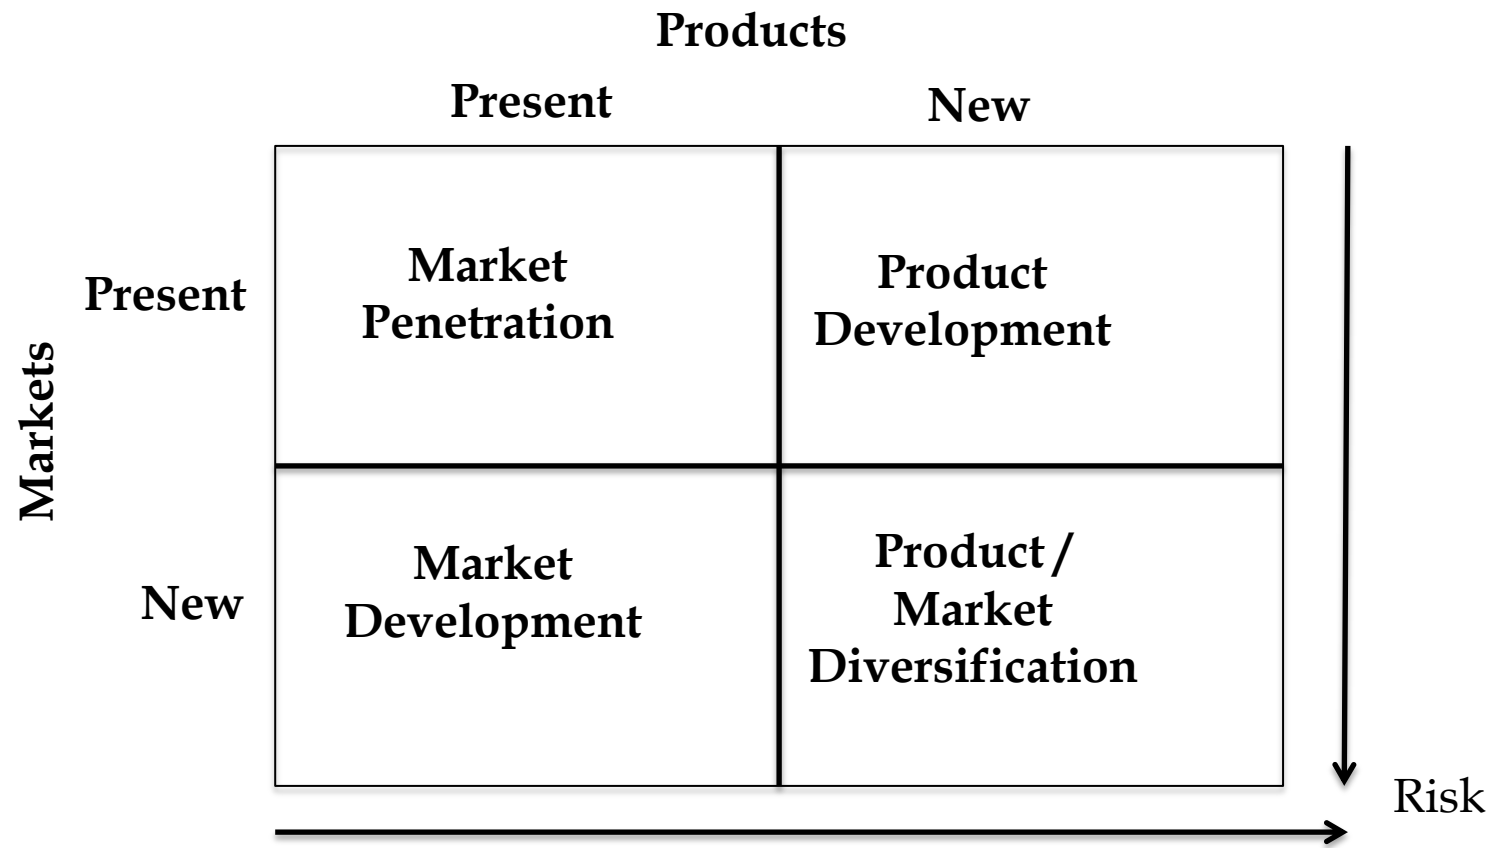 Products
Present
New
Markets
Present
Market
Penetration
Product
Development
New
Market
Development
Product /
Market
Diversification
Risk